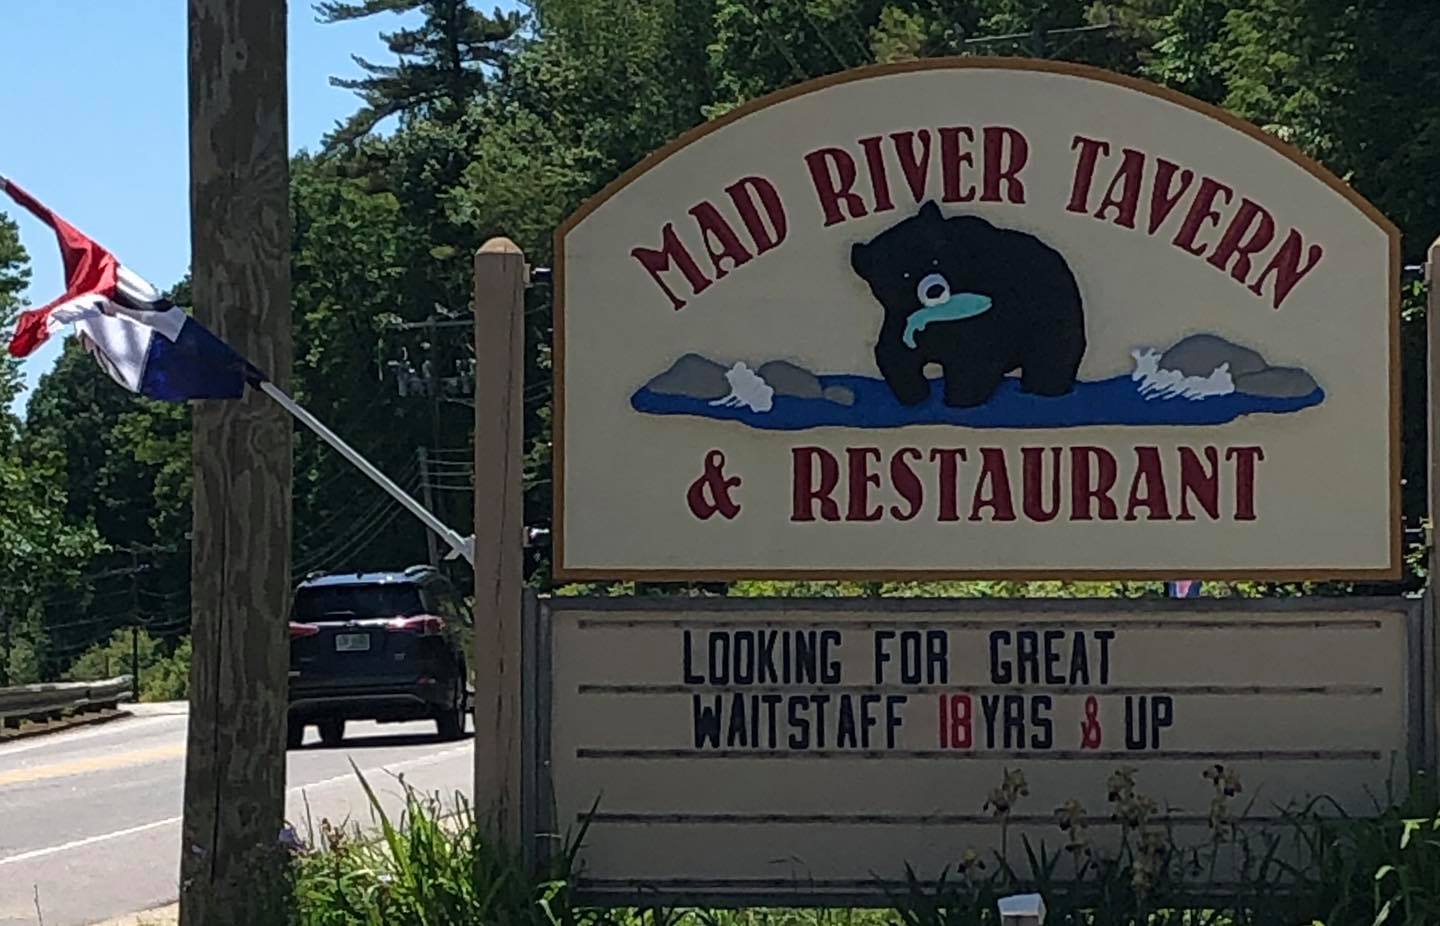 MAD RIVER TAVERN
& RESTAURANT
LOOKING FOR GREAT
WAITSTAFF 18YRS & UP